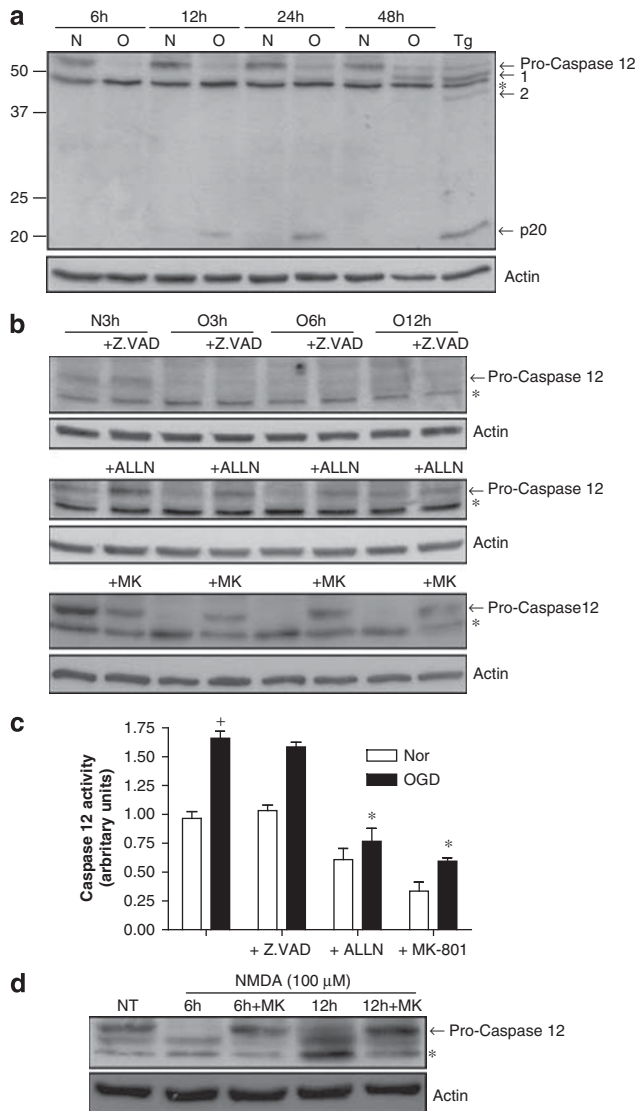 a
6h 12h 24h 48h
N O N O N O N O Tg
50
37
25
20
← Pro-Caspase 12
← 1
*
← 2
← p20
Actin
b
N3h O3h O6h O12h
+Z.VAD +Z.VAD +Z.VAD +Z.VAD
← Pro-Caspase 12
*
Actin
+ALLN +ALLN +ALLN +ALLN
← Pro-Caspase 12
*
Actin
+MK +MK +MK +MK
← Pro-Caspase12
*
Actin
c
Caspase 12 activity
(arbritary units)
1.75
1.50
1.00
0.75
0.50
0.25
0.00
+
*
*
Nor
OGD
+ Z.VAD + ALLN + MK-801
d
NMDA (100 μM)
NT 6h 6h+MK 12h 12h+MK
← Pro-Caspase 12
*
Actin